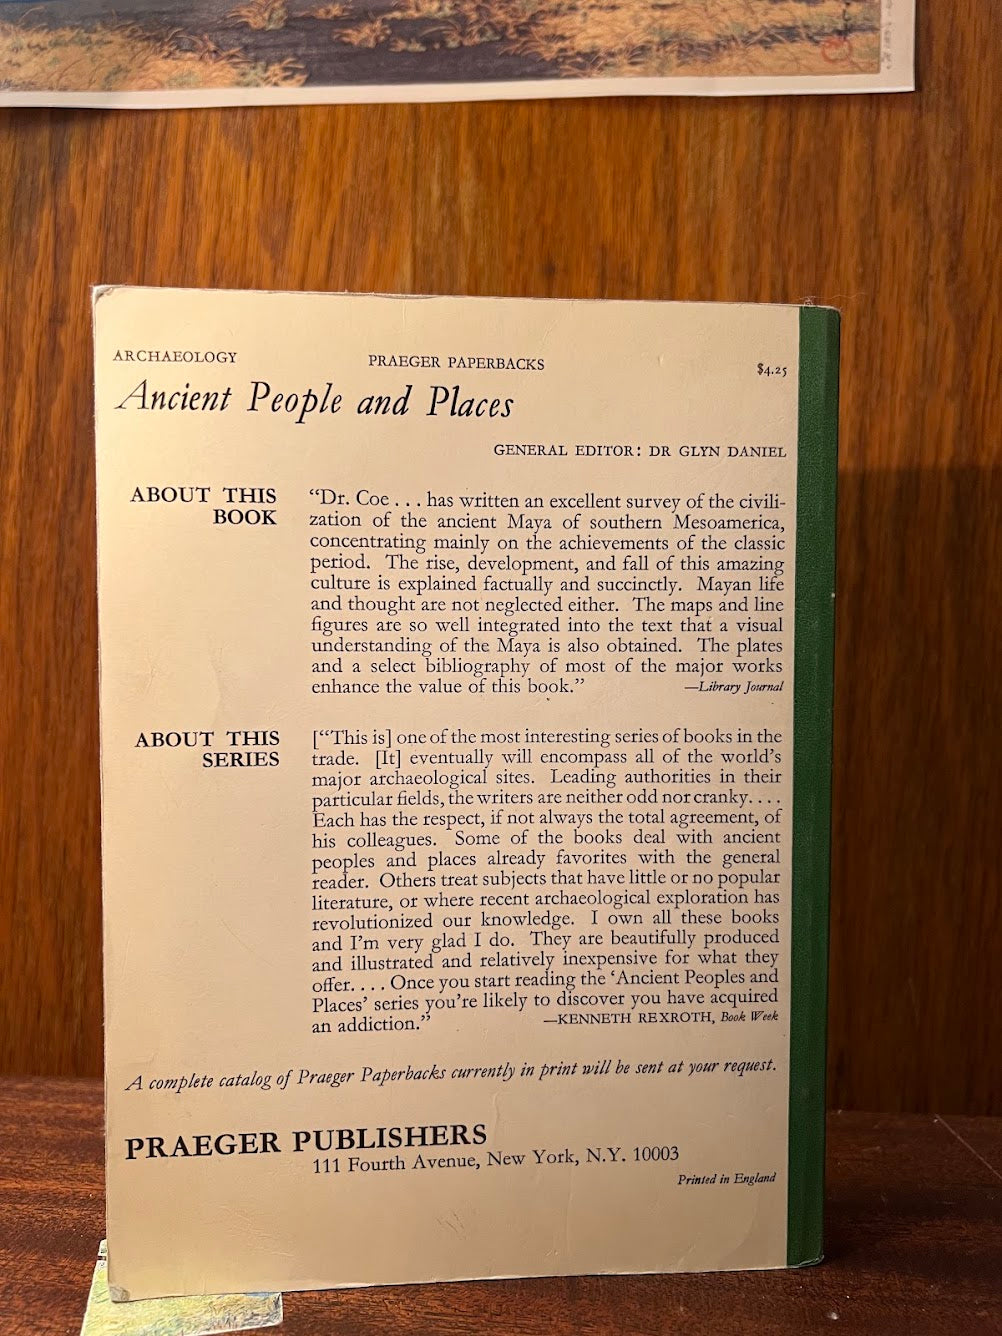 ARCHAEOLOGY PRAEGER PAPERBACKS $4.25
Ancient People and Places
GENERAL EDITOR: DR GLYN DANIEL
ABOUT THIS
BOOK
“Dr. Coe . . . has written an excellent survey of the civili-
zation of the ancient Maya of southern Mesoamerica,
concentrating mainly on the achievements of the classic
period. The rise, development, and fall of this amazing
culture is explained factually and succinctly. Mayan life
and thought are not neglected either. The maps and line
figures are so well integrated into the text that a visual
understanding of the Maya is also obtained. The plates
and a select bibliography of most of the major works
enhance the value of this book.” —Library Journal
ABOUT THIS
SERIES
[“This is] one of the most interesting series of books in the
trade. [It] eventually will encompass all of the world’s
major archaeological sites. Leading authorities in their
particular fields, the writers are neither odd nor cranky. . . .
Each has the respect, if not always the total agreement, of
his colleagues. Some of the books deal with ancient
peoples and places already favorites with the general
reader. Others treat subjects that have little or no popular
literature, or where recent archaeological exploration has
revolutionized our knowledge. I own all these books
and I’m very glad I do. They are beautifully produced
and illustrated and relatively inexpensive for what they
offer. . . . Once you start reading the ‘Ancient Peoples and
Places’ series you’re likely to discover you have acquired
an addiction.” —KENNETH REXROTH, Book Week
A complete catalog of Praeger Paperbacks currently in print will be sent at your request.
PRAEGER PUBLISHERS
111 Fourth Avenue, New York, N.Y. 10003
Printed in England